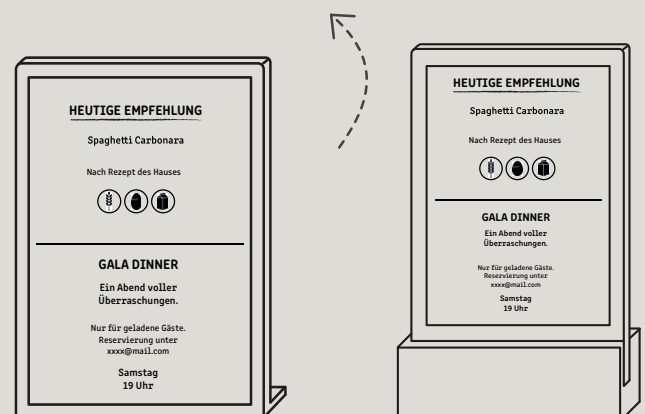 HEUTIGE EMPFEHLUNG
Spaghetti Carbonara
Nach Rezept des Hauses
GALA DINNER
Ein Abend voller
Überraschungen.
Nur für geladene Gäste.
Reservierung unter
xxxx@mail.com
Samstag
19 Uhr
HEUTIGE EMPFEHLUNG
Spaghetti Carbonara
Nach Rezept des Hauses
GALA DINNER
Ein Abend voller
Überraschungen.
Nur für geladene Gäste.
Reservierung unter
xxxx@mail.com
Samstag
19 Uhr